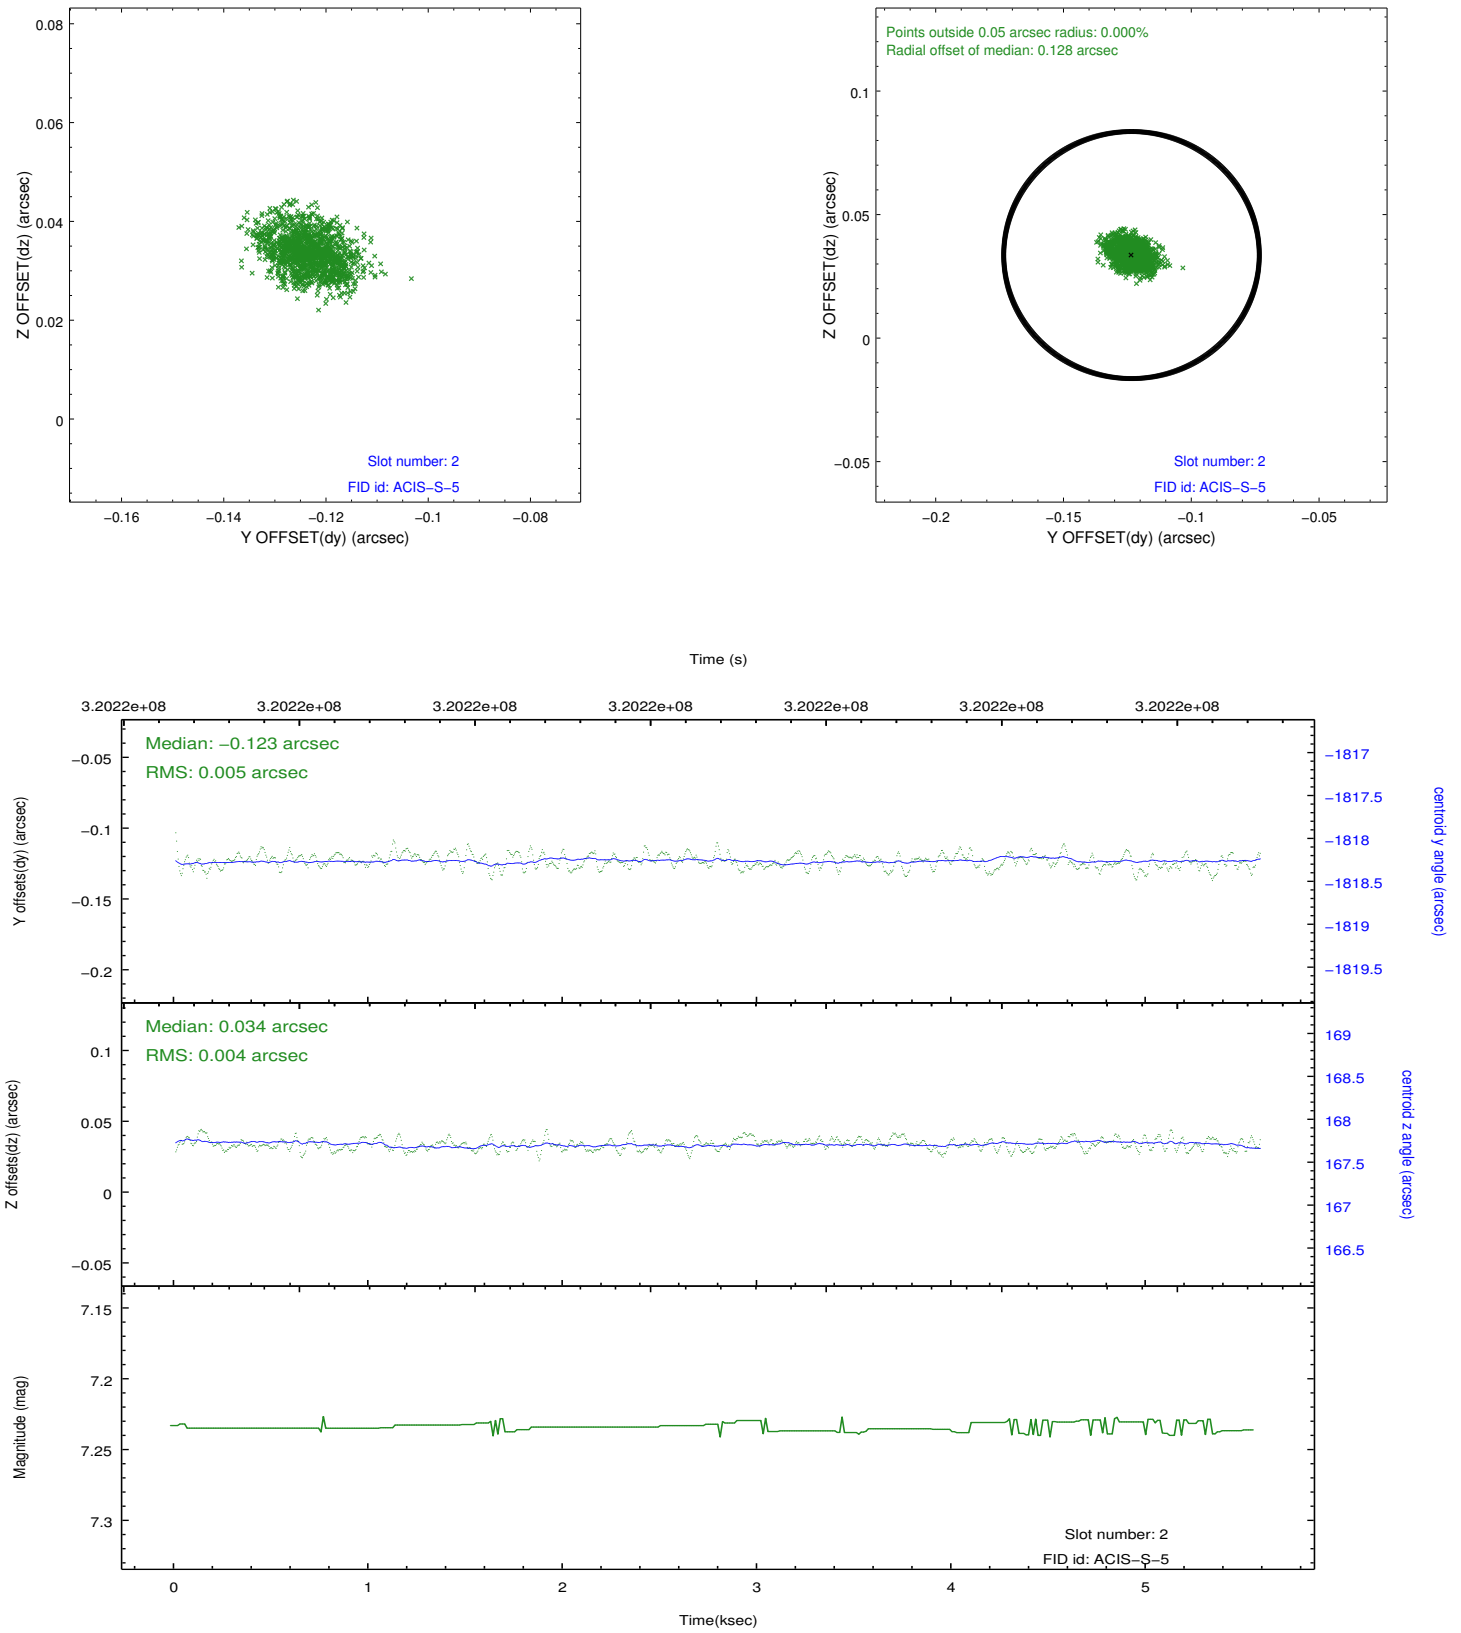 0.08
0.06
0.04
0.02
0
Z OFFSET(dz) (arcsec)
Slot number: 2
FID id: ACIS−S−5
−0.16 −0.14 −0.12 −0.1 −0.08
Y OFFSET(dy) (arcsec)
Points outside 0.05 arcsec radius: 0.000%
Radial offset of median: 0.128 arcsec
0.1
0.05
0
−0.05
Z OFFSET(dz) (arcsec)
Slot number: 2
FID id: ACIS−S−5
−0.2 −0.15 −0.1 −0.05
Y OFFSET(dy) (arcsec)
Time (s)
3.2022e+08 3.2022e+08 3.2022e+08 3.2022e+08 3.2022e+08 3.2022e+08 3.2022e+08
Median: −0.123 arcsec
RMS: 0.005 arcsec
−0.05
−0.1
−0.15
−0.2
Y offsets(dy) (arcsec)
−1817
−1817.5
−1818
−1818.5
−1819
−1819.5
centroid y angle (arcsec)
Median: 0.034 arcsec
RMS: 0.004 arcsec
0.1
0.05
0
−0.05
Z offsets(dz) (arcsec)
169
168.5
168
167.5
167
166.5
centroid z angle (arcsec)
7.15
7.2
7.25
7.3
Magnitude (mag)
Slot number: 2
FID id: ACIS−S−5
0 1 2 3 4 5
Time(ksec)